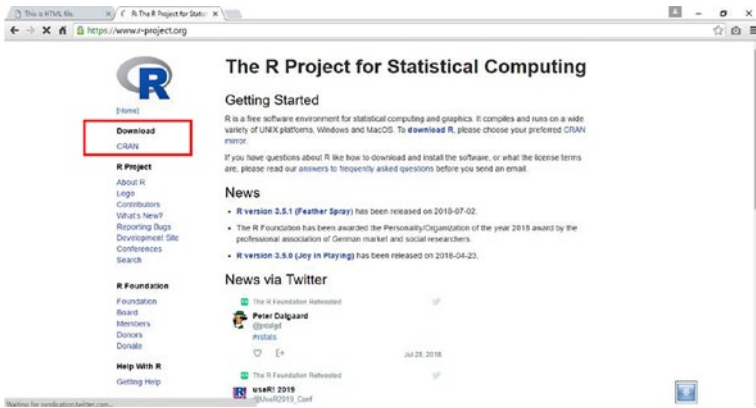 This is HTML file.
R: The R Project for Statis
https://www.r-project.org
R
[Home]
Download
CRAN
R Project
About R
Logo
Contributors
What's New?
Reporting Bugs
Development Site
Conferences
Search
R Foundation
Foundation
Board
Members
Donors
Donate
Help With R
Getting Help
The R Project for Statistical Computing
Getting Started
R is a free software environment for statistical computing and graphics. It compiles and runs on a wide
variety of UNIX platforms, Windows and MacOS. To download R, please choose your preferred CRAN
mirror.
If you have questions about R like how to download and install the software, or what the license terms
are, please read our answers to frequently asked questions before you send an email.
News
R version 3.5.1 (Feather Spray) has been released on 2018-07-02.
The R Foundation has been awarded the Personality/Organization of the year 2018 award by the
professional association of German market and social researchers.
R version 3.5.0 (Joy in Playing) has been released on 2018-04-23.
News via Twitter
The R Foundation Retweeted
Peter Dalgaard
@pdalgd
#rstats
Jul 28, 2018
The R Foundation Retweeted
useR! 2019
@UseR2019_Conf
Waiting for syndication.twitter.com...